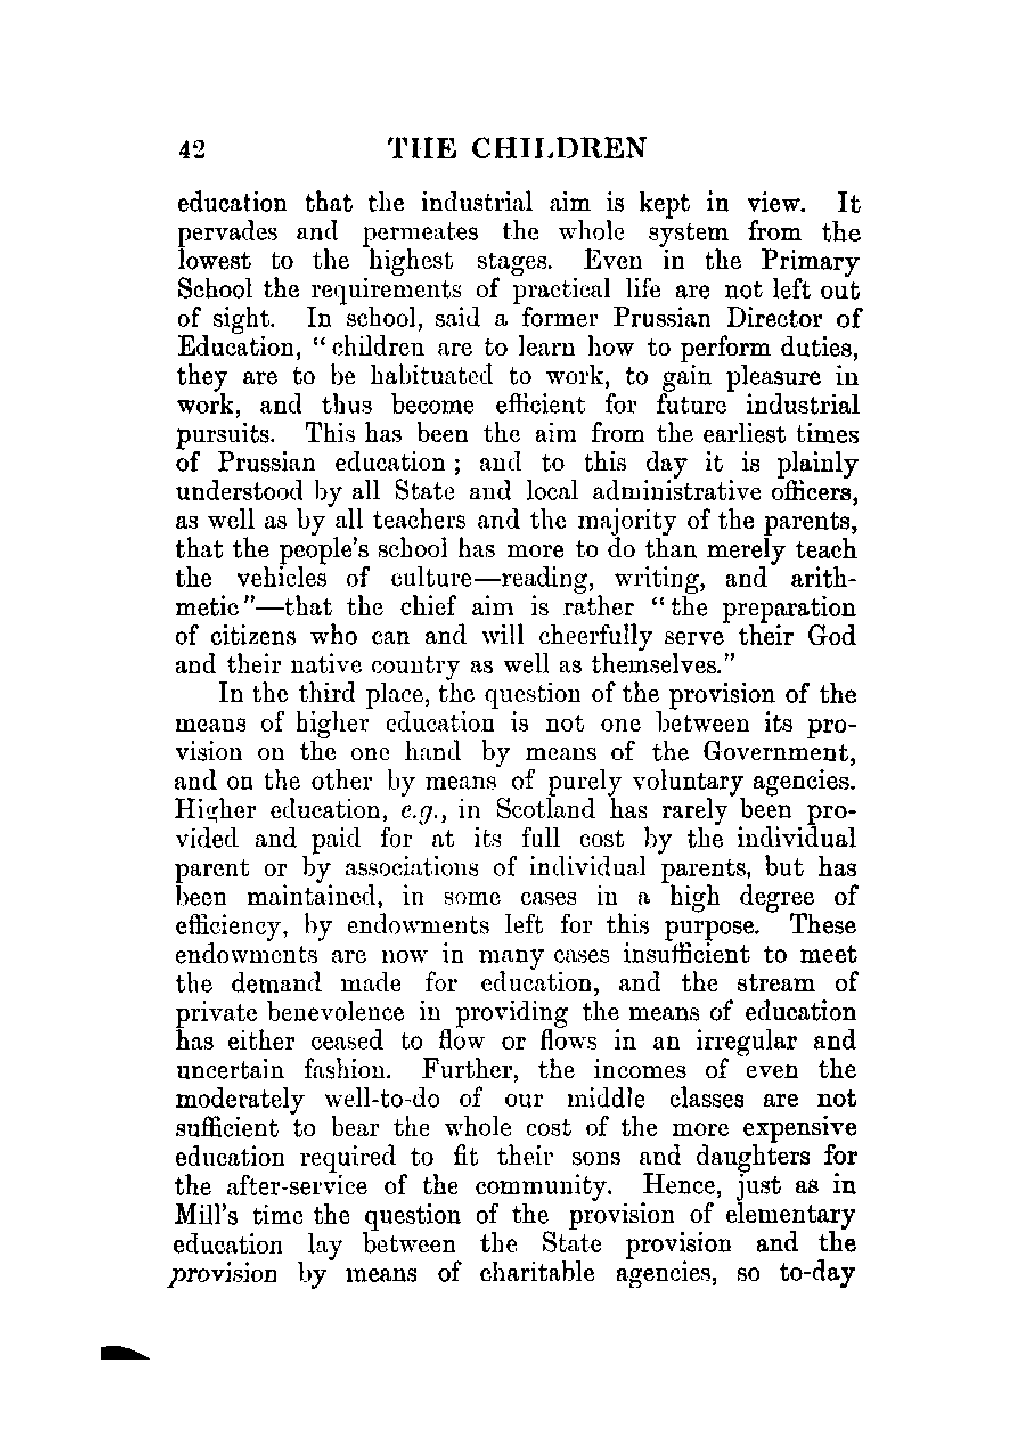 42 THE CHILDREN
education that the industrial aim is kept in view. It
pervades and permeates the whole system from the
lowest to the highest stages. Even in the Primary
School the requirements of practical life are not left out
of sight. In school, said a former Prussian Director of
Education, “children are to learn how to perform duties,
they are to be habituated to work, to gain pleasure in
work, and thus become efficient for future industrial
pursuits. This has been the aim from the earliest times
of Prussian education; and to this day it is plainly
understood by all State and local administrative officers,
as well as by all teachers and the majority of the parents,
that the people's school has more to do than merely teach
the vehicles of culture—reading, writing, and arith-
metic”—that the chief aim is rather “the preparation
of citizens who can and will cheerfully serve their God
and their native country as well as themselves.”
In the third place, the question of the provision of the
means of higher education is not one between its pro-
vision on the one hand by means of the Government,
and on the other by means of purely voluntary agencies.
Higher education, e.g., in Scotland has rarely been pro-
vided and paid for at its full cost by the individual
parent or by associations of individual parents, but has
been maintained, in some cases in a high degree of
efficiency, by endowments left for this purpose. These
endowments are now in many cases insufficient to meet
the demand made for education, and the stream of
private benevolence in providing the means of education
has either ceased to flow or flows in an irregular and
uncertain fashion. Further, the incomes of even the
moderately well-to-do of our middle classes are not
sufficient to bear the whole cost of the more expensive
education required to fit their sons and daughters for
the after-service of the community. Hence, just as in
Mill's time the question of the provision of elementary
education lay between the State provision and the
provision by means of charitable agencies, so to-day